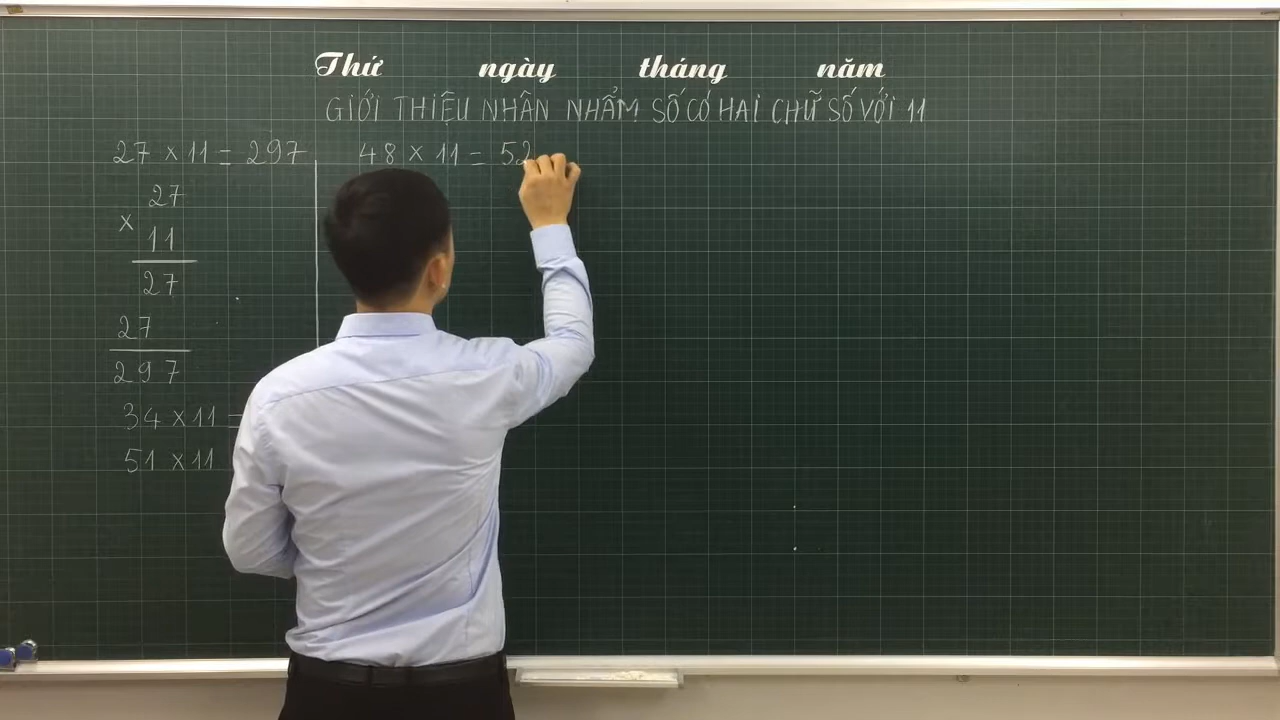 Thứ ngày tháng năm
GIỚI THIỆU NHÂN NHẨM SỐ CÓ HAI CHỮ SỐ VỚI 11
27 × 11 = 297
× 27
11
27
27
297
34 × 11 =
51 × 11
48 × 11 = 52